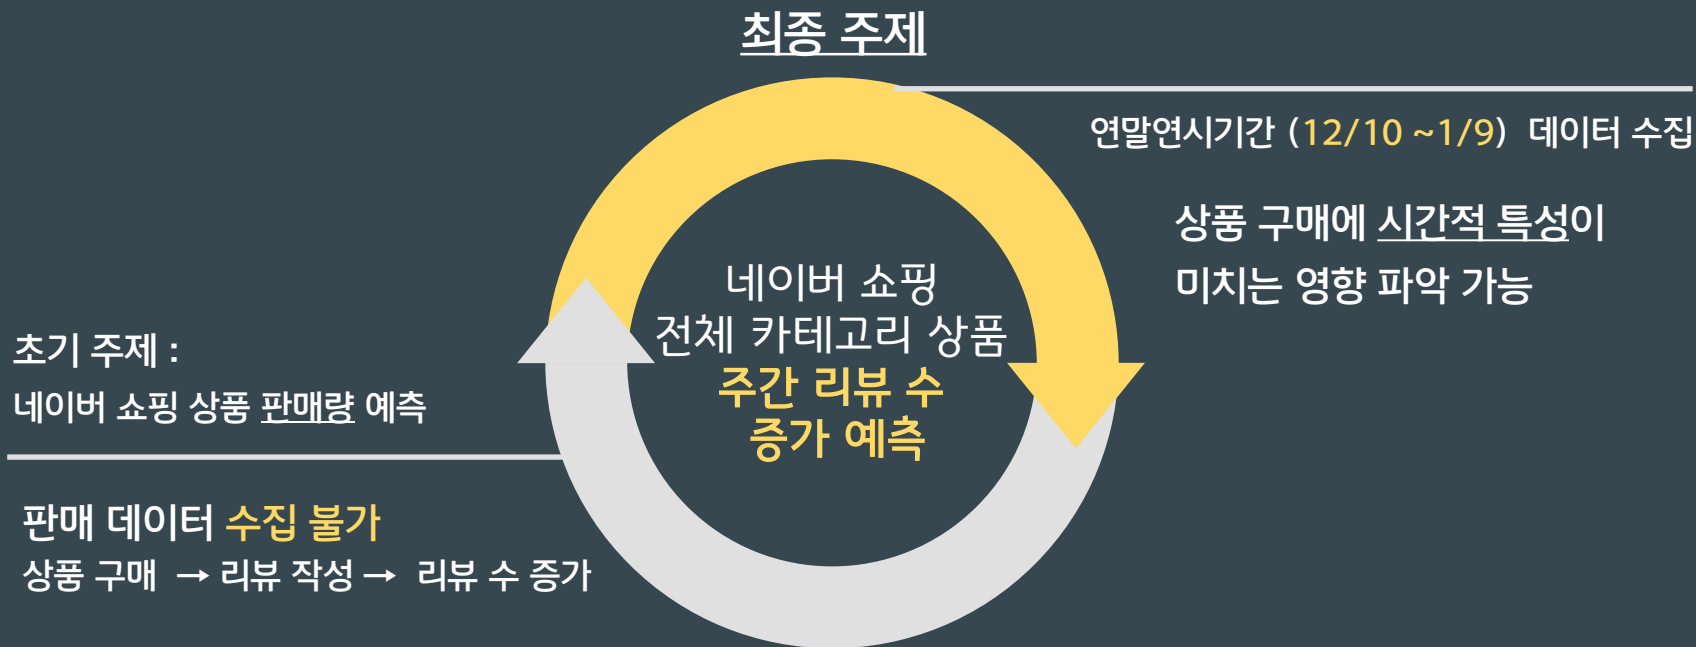 최종 주제
연말연시기간 (12/10 ~1/9) 데이터 수집
상품 구매에 시간적 특성이
미치는 영향 파악 가능
네이버 쇼핑
전체 카테고리 상품
주간 리뷰 수
증가 예측
초기 주제 :
네이버 쇼핑 상품 판매량 예측
판매 데이터 수집 불가
상품 구매 → 리뷰 작성 → 리뷰 수 증가